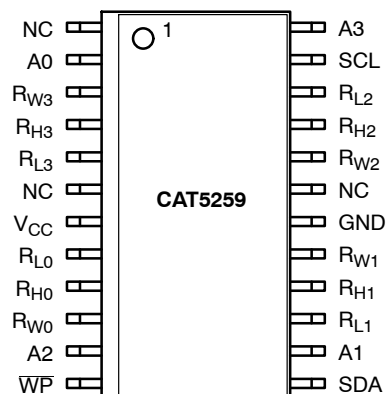 NC A3
1
A0 SCL
RW3 RL2
RH3 RH2
RL3 RW2
NC NC
CAT5259
VCC GND
RL0 RW1
RH0 RH1
RW0 RL1
A2 A1
W̅P̅ SDA